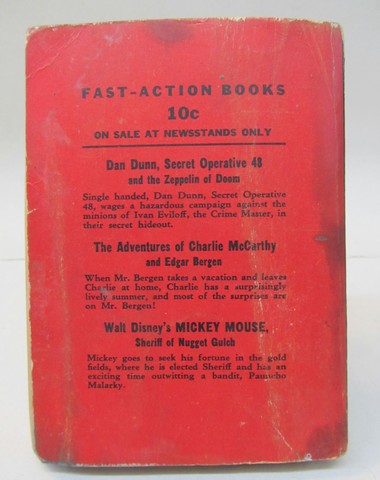 FAST-ACTION BOOKS
10c
ON SALE AT NEWSSTANDS ONLY
Dan Dunn, Secret Operative 48
and the Zeppelin of Doom
Single handed, Dan Dunn, Secret Operative
48, wages a hazardous campaign against the
minions of Ivan Eviloff, the Crime Master, in
their secret hideout.
The Adventures of Charlie McCarthy
and Edgar Bergen
When Mr. Bergen takes a vacation and leaves
Charlie at home, Charlie has a surprisingly
lively summer, and most of the surprises are
on Mr. Bergen!
Walt Disney's MICKEY MOUSE,
Sheriff of Nugget Gulch
Mickey goes to seek his fortune in the gold
fields, where he is elected Sheriff and has an
exciting time outwitting a bandit, Panncho
Malarky.